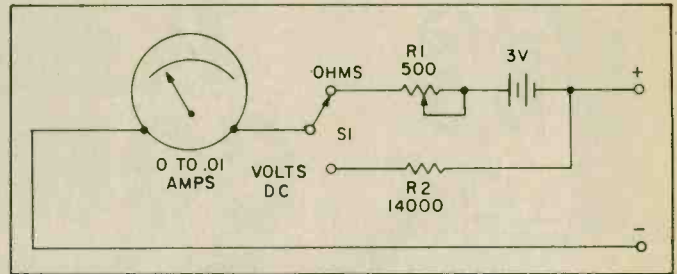 R1
500
3V
+
OHMS
S1
0 TO .01
AMPS
VOLTS
DC
R2
14000
-